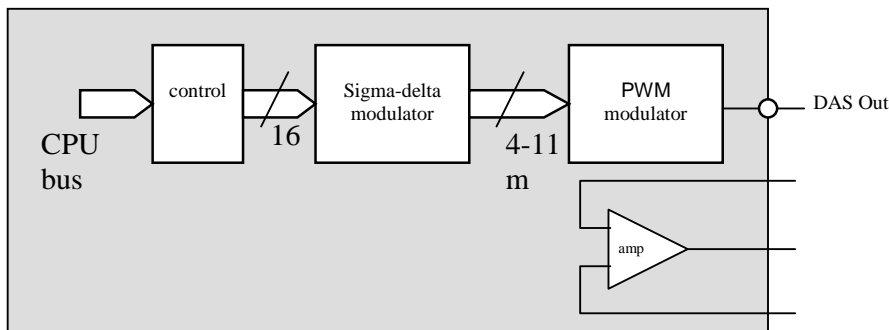 control
Sigma-delta
modulator
PWM
modulator
DAS Out
CPU
bus
16
4-11
m
amp